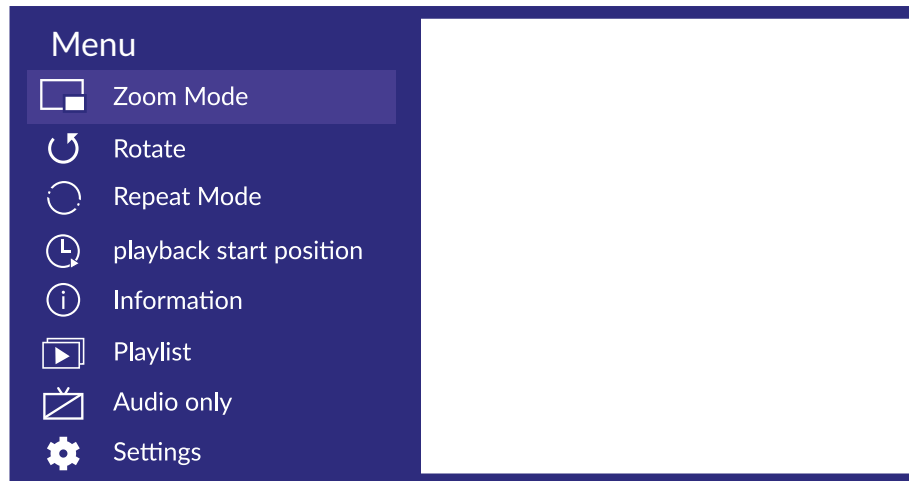 Menu
Zoom Mode
Rotate
Repeat Mode
playback start position
Information
Playlist
Audio only
Settings